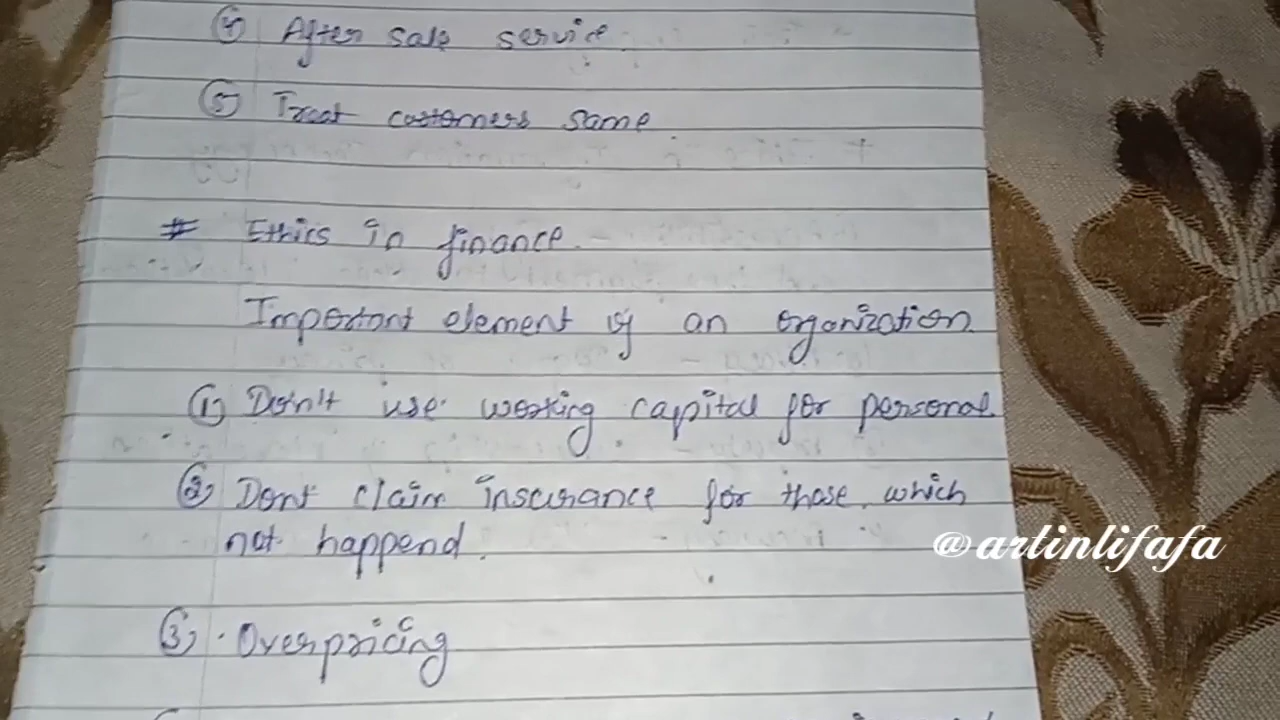 ④ After sale service.
⑤ Treat customers same.
# Ethics in finance.
Important element of an organization.
① Don't use working capital for personal.
② Dont claim insurance for those which
not happend.
@artinlifafa
③ Overpricing